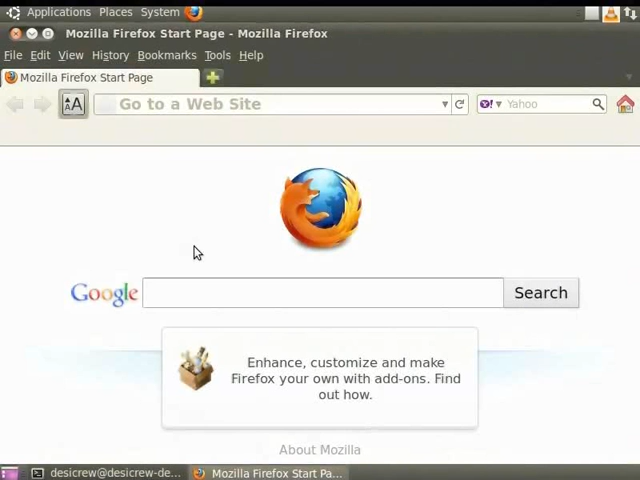 Applications Places System
Mozilla Firefox Start Page - Mozilla Firefox
File Edit View History Bookmarks Tools Help
Mozilla Firefox Start Page
AA Go to a Web Site Y! Yahoo
Google Search
Enhance, customize and make
Firefox your own with add-ons. Find
out how.
About Mozilla
desicrew@desicrew-de... Mozilla Firefox Start Pa...